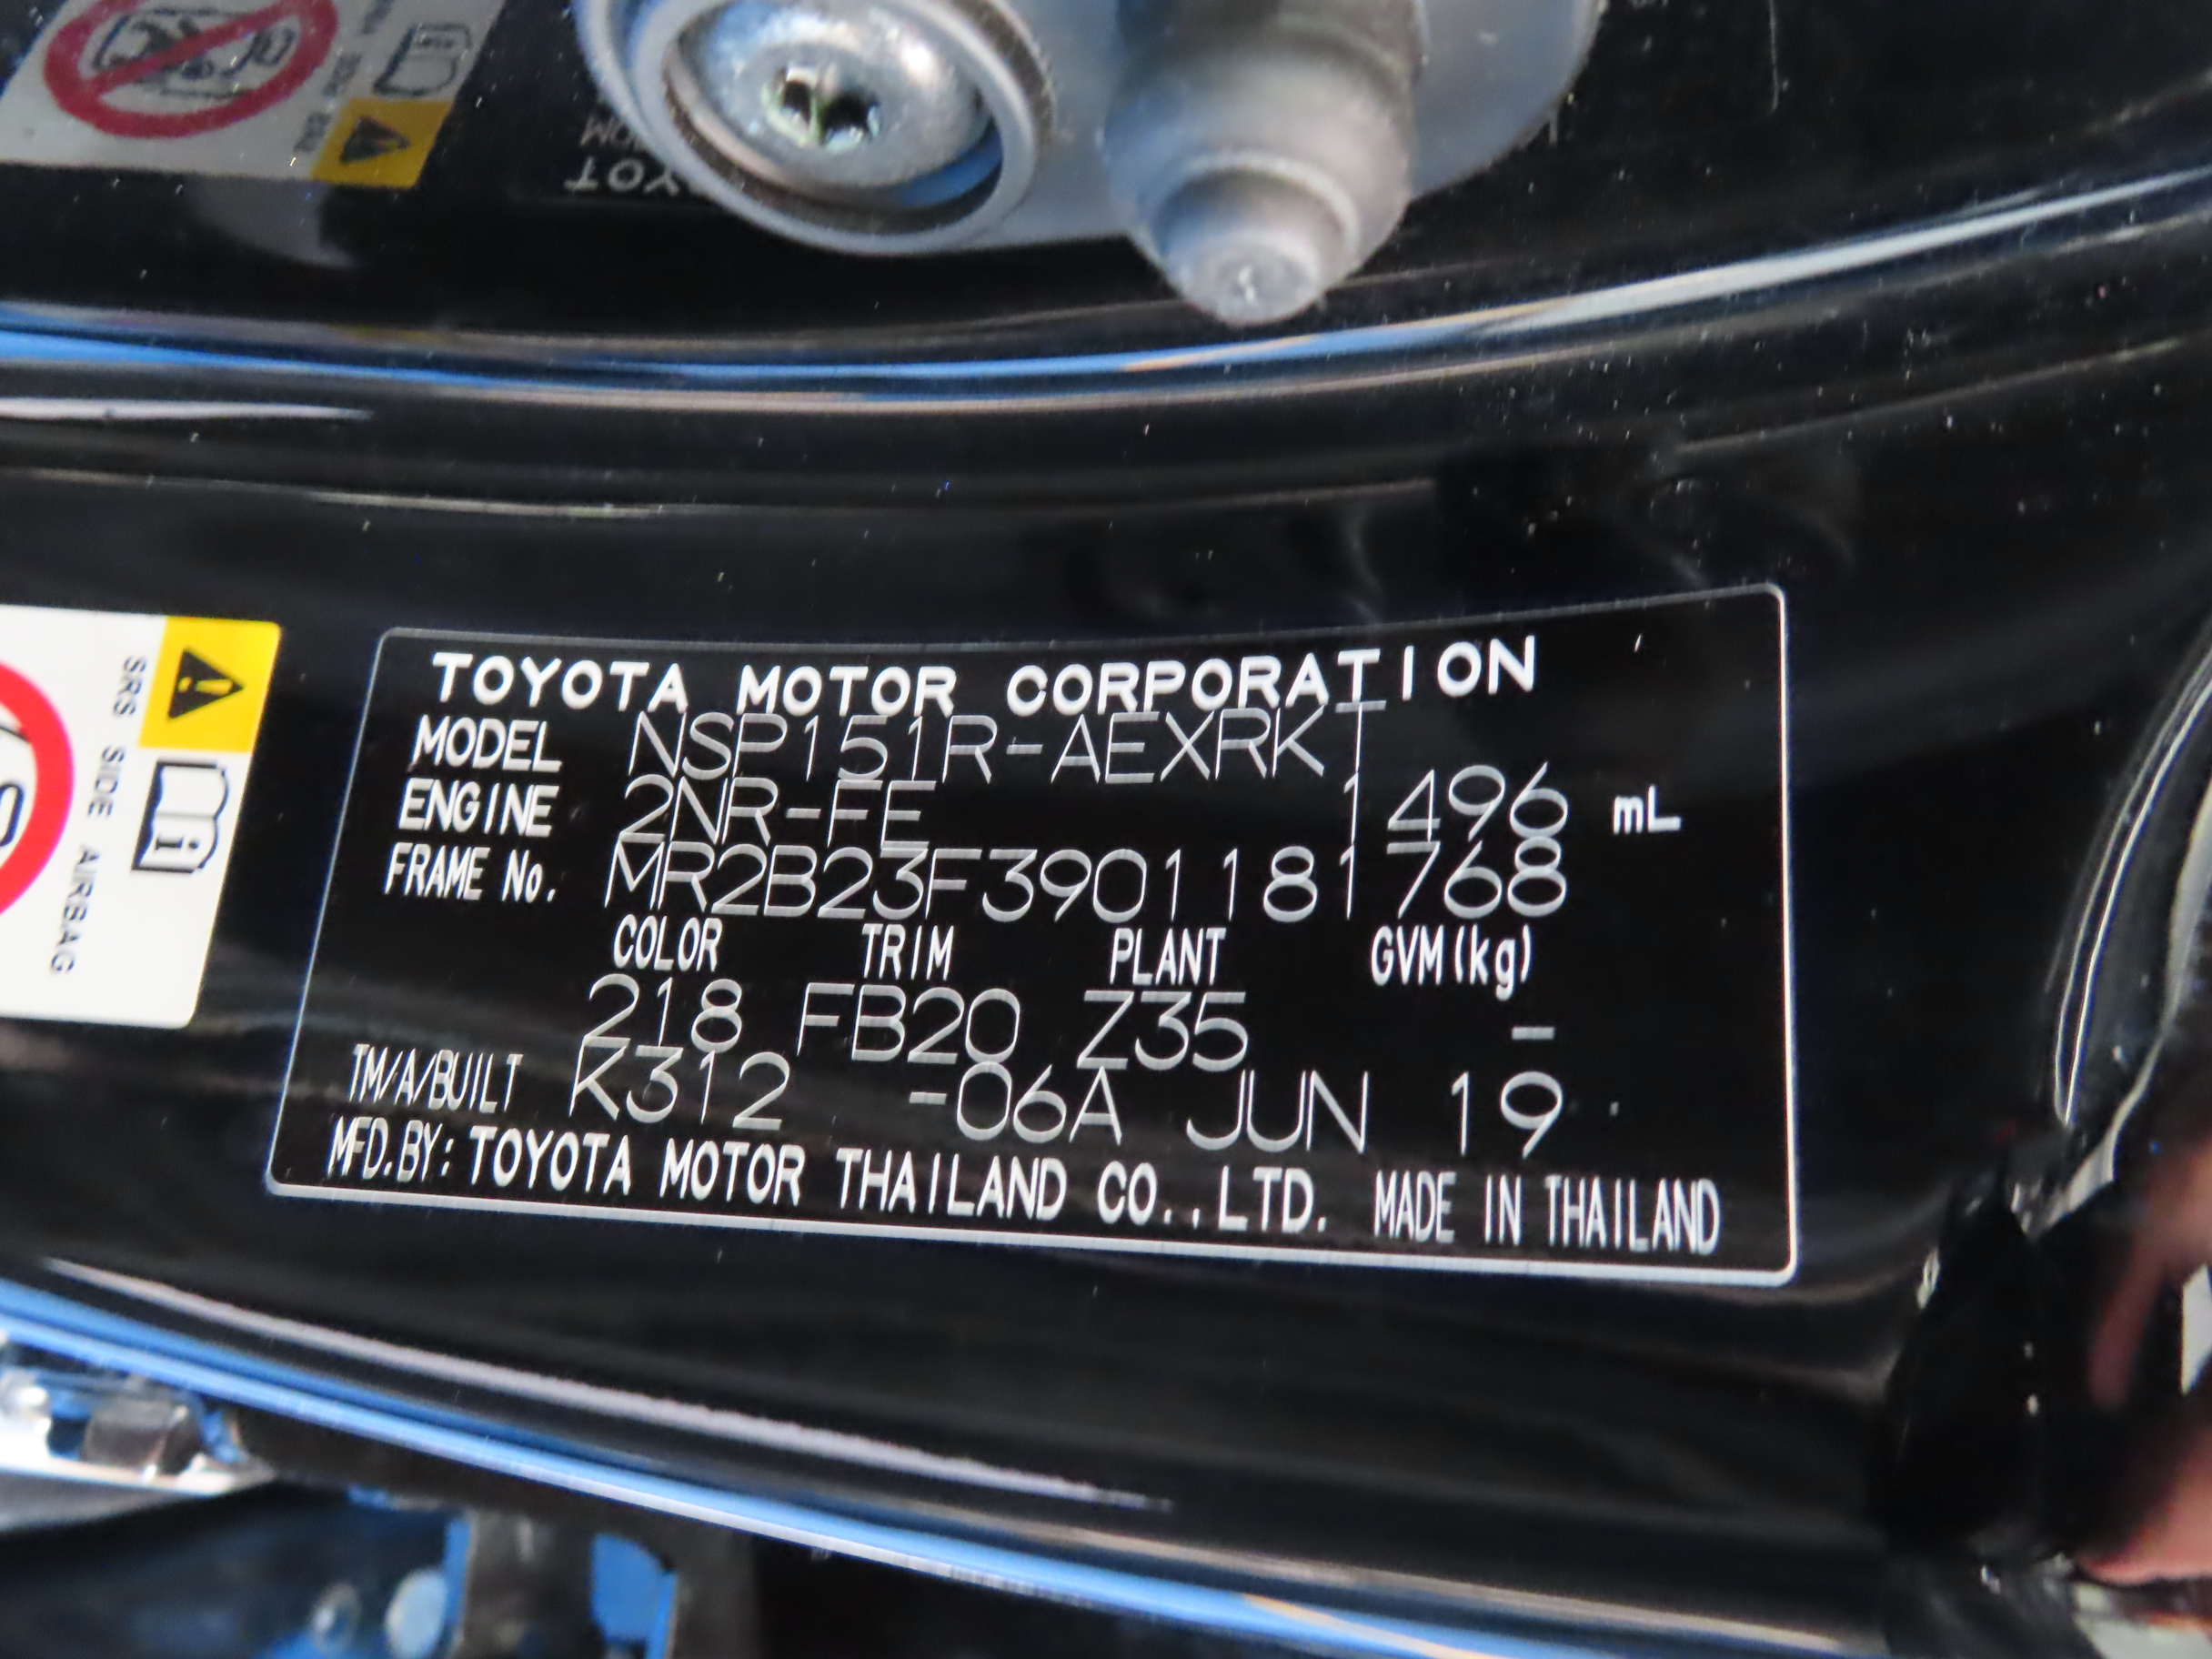 TOYOTA MOTOR CORPORATION
MODEL NSP151R-AEXRKT
ENGINE 2NR-FE 1496 mL
FRAME No. MR2B23F3901181768
COLOR TRIM PLANT GVM(kg)
218 FB20 Z35 -
TM/A/BUILT K312 -06A JUN 19
MFD.BY: TOYOTA MOTOR THAILAND CO.,LTD. MADE IN THAILAND
SRS SIDE AIRBAG